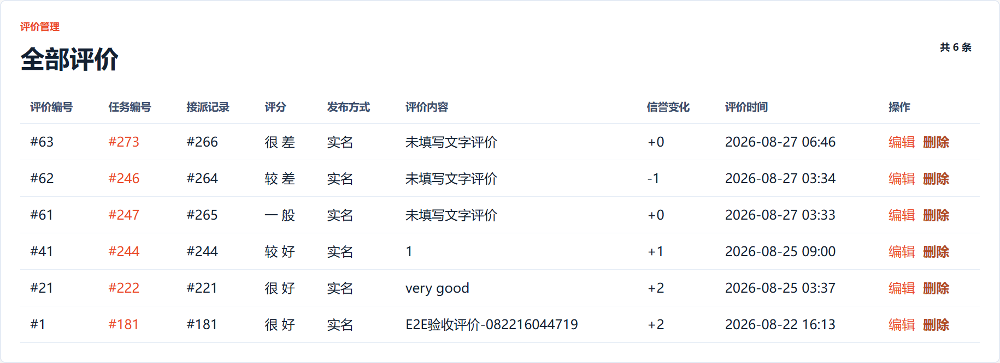 评价管理
全部评价
共 6 条
评价编号 任务编号 接派记录 评分 发布方式 评价内容 信誉变化 评价时间 操作
#63 #273 #266 很 差 实名 未填写文字评价 +0 2026-08-27 06:46 编辑 删除
#62 #246 #264 较 差 实名 未填写文字评价 -1 2026-08-27 03:34 编辑 删除
#61 #247 #265 一 般 实名 未填写文字评价 +0 2026-08-27 03:33 编辑 删除
#41 #244 #244 较 好 实名 1 +1 2026-08-25 09:00 编辑 删除
#21 #222 #221 很 好 实名 very good +2 2026-08-25 03:37 编辑 删除
#1 #181 #181 很 好 实名 E2E验收评价-082216044719 +2 2026-08-22 16:13 编辑 删除